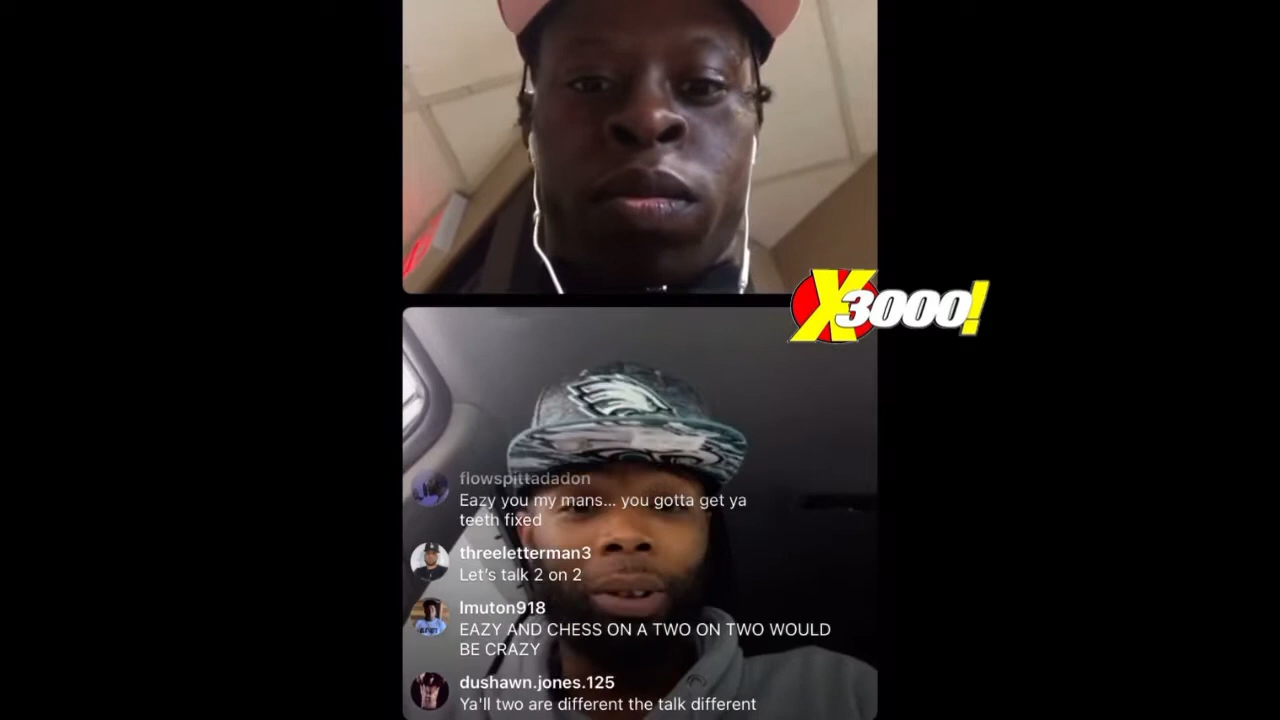 X3000!
flowspittadadon
Eazy you my mans... you gotta get ya
teeth fixed
threeletterman3
Let's talk 2 on 2
lmuton918
EAZY AND CHESS ON A TWO ON TWO WOULD
BE CRAZY
dushawn.jones.125
Ya'll two are different the talk different